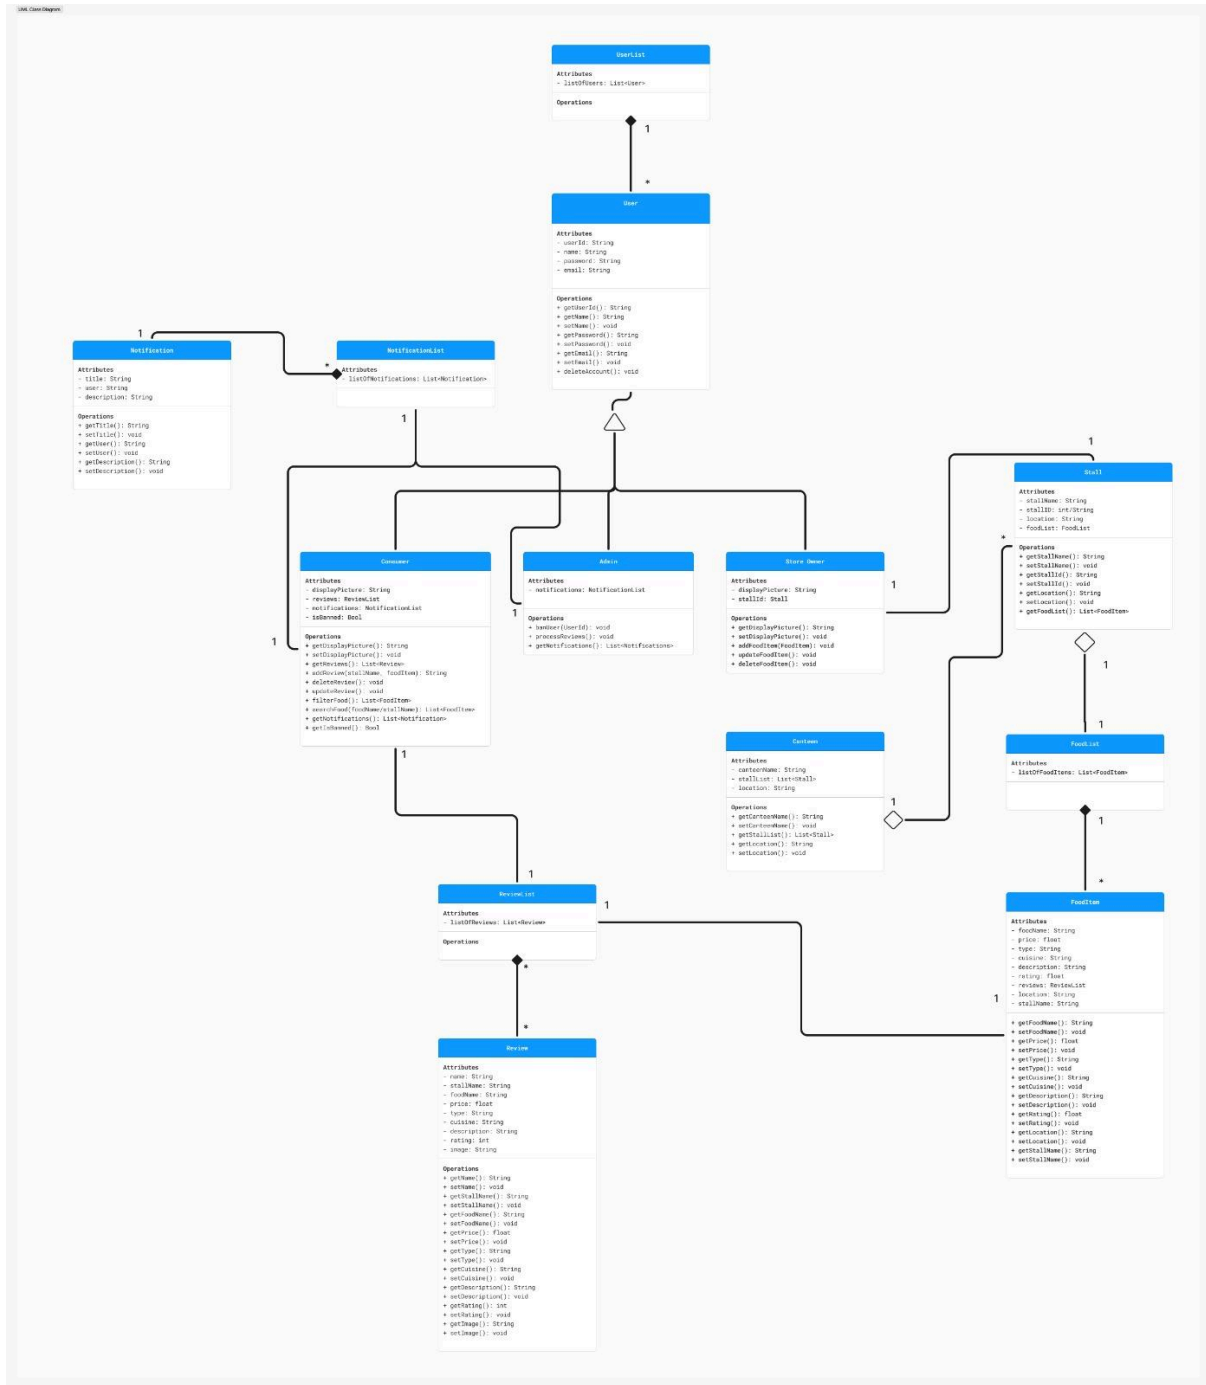 UML Class Diagram
UserList
Attributes
- listOfUsers: List<User>
Operations
1
*
User
Attributes
- userId: String
- name: String
- password: String
- email: String
Operations
+ getUserId(): String
+ getName(): String
+ setName(): void
+ getPassword(): String
+ setPassword(): void
+ getEmail(): String
+ setEmail(): void
+ deleteAccount(): void
1
Notification
Attributes
- title: String
- user: String
- description: String
Operations
+ getTitle(): String
+ setTitle(): void
+ getUser(): String
+ setUser(): void
+ getDescription(): String
+ setDescription(): void
*
NotificationList
Attributes
- listOfNotifications: List<Notification>
1
1
Stall
Attributes
- stallName: String
- stallID: int/String
- location: String
- foodList: FoodList
Operations
+ getStallName(): String
+ setStallName(): void
+ getStallId(): String
+ setStallId(): void
+ getLocation(): String
+ setLocation(): void
+ getFoodList(): List<FoodItem>
*
1
Consumer
Attributes
- displayPicture: String
- reviews: ReviewList
- notifications: NotificationList
- isBanned: Bool
Operations
+ getDisplayPicture(): String
+ setDisplayPicture(): void
+ getReviews(): List<Review>
+ addReview(stallName, foodItem): String
+ deleteReview(): void
+ updateReview(): void
+ filterFood(): List<FoodItem>
+ searchFood(foodName/stallName): List<FoodItem>
+ getNotifications(): List<Notification>
+ getIsBanned(): Bool
1
1
Admin
Attributes
- notifications: NotificationList
Operations
+ banUser(UserId): void
+ processReviews(): void
+ getNotifications(): List<Notifications>
1
Store Owner
Attributes
- displayPicture: String
- stallId: Stall
Operations
+ getDisplayPicture(): String
+ setDisplayPicture(): void
+ addFoodItem(FoodItem): void
+ updateFoodItem(): void
+ deleteFoodItem(): void
1
Canteen
Attributes
- canteenName: String
- stallList: List<Stall>
- location: String
Operations
+ getCanteenName(): String
+ setCanteenName(): void
+ getStallList(): List<Stall>
+ getLocation(): String
+ setLocation(): void
1
1
FoodList
Attributes
- listOfFoodItems: List<FoodItem>
1
*
1
ReviewList
Attributes
- listOfReviews: List<Review>
Operations
1
*
*
FoodItem
Attributes
- foodName: String
- price: float
- type: String
- cuisine: String
- description: String
- rating: float
- reviews: ReviewList
- location: String
- stallName: String
+ getFoodName(): String
+ setFoodName(): void
+ getPrice(): float
+ setPrice(): void
+ getType(): String
+ setType(): void
+ getCuisine(): String
+ setCuisine(): void
+ getDescription(): String
+ setDescription(): void
+ getRating(): float
+ setRating(): void
+ getLocation(): String
+ setLocation(): void
+ getStallName(): String
+ setStallName(): void
1
Review
Attributes
- name: String
- stallName: String
- foodName: String
- price: float
- type: String
- cuisine: String
- description: String
- rating: int
- image: String
Operations
+ getName(): String
+ setName(): void
+ getStallName(): String
+ setStallName(): void
+ getFoodName(): String
+ setFoodName(): void
+ getPrice(): float
+ setPrice(): void
+ getType(): String
+ setType(): void
+ getCuisine(): String
+ setCuisine(): void
+ getDescription(): String
+ setDescription(): void
+ getRating(): int
+ setRating(): void
+ getImage(): String
+ setImage(): void